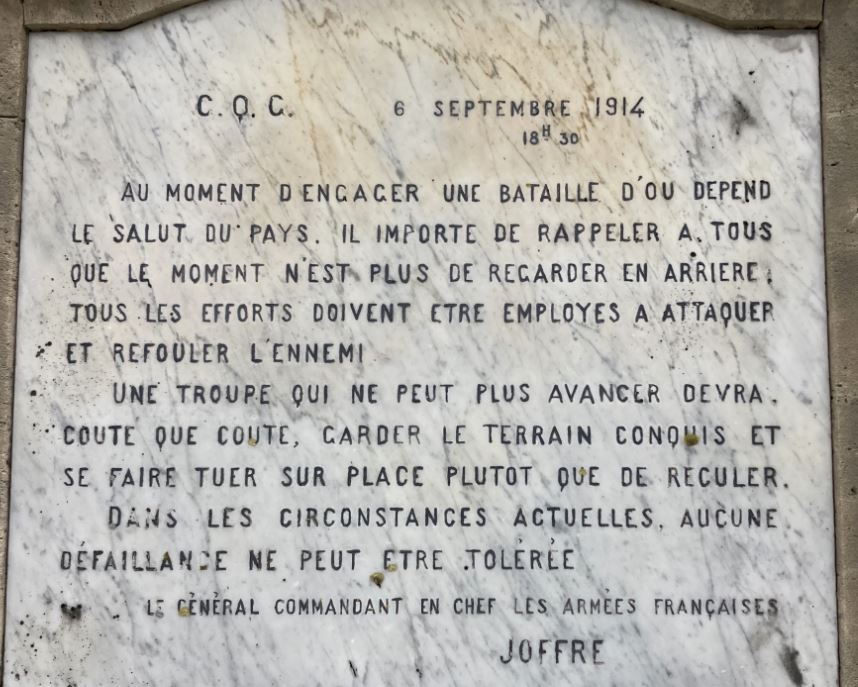 G. Q. G. 6 SEPTEMBRE 1914
18H 30
AU MOMENT D'ENGAGER UNE BATAILLE D'OU DEPEND
LE SALUT DU PAYS, IL IMPORTE DE RAPPELER A TOUS
QUE LE MOMENT N'EST PLUS DE REGARDER EN ARRIERE;
TOUS LES EFFORTS DOIVENT ETRE EMPLOYES A ATTAQUER
ET REFOULER L'ENNEMI
UNE TROUPE QUI NE PEUT PLUS AVANCER DEVRA,
COUTE QUE COUTE, GARDER LE TERRAIN CONQUIS ET
SE FAIRE TUER SUR PLACE PLUTOT QUE DE RECULER.
DANS LES CIRCONSTANCES ACTUELLES, AUCUNE
DÉFAILLANCE NE PEUT ETRE TOLÉRÉE
LE GÉNÉRAL COMMANDANT EN CHEF LES ARMÉES FRANÇAISES
JOFFRE